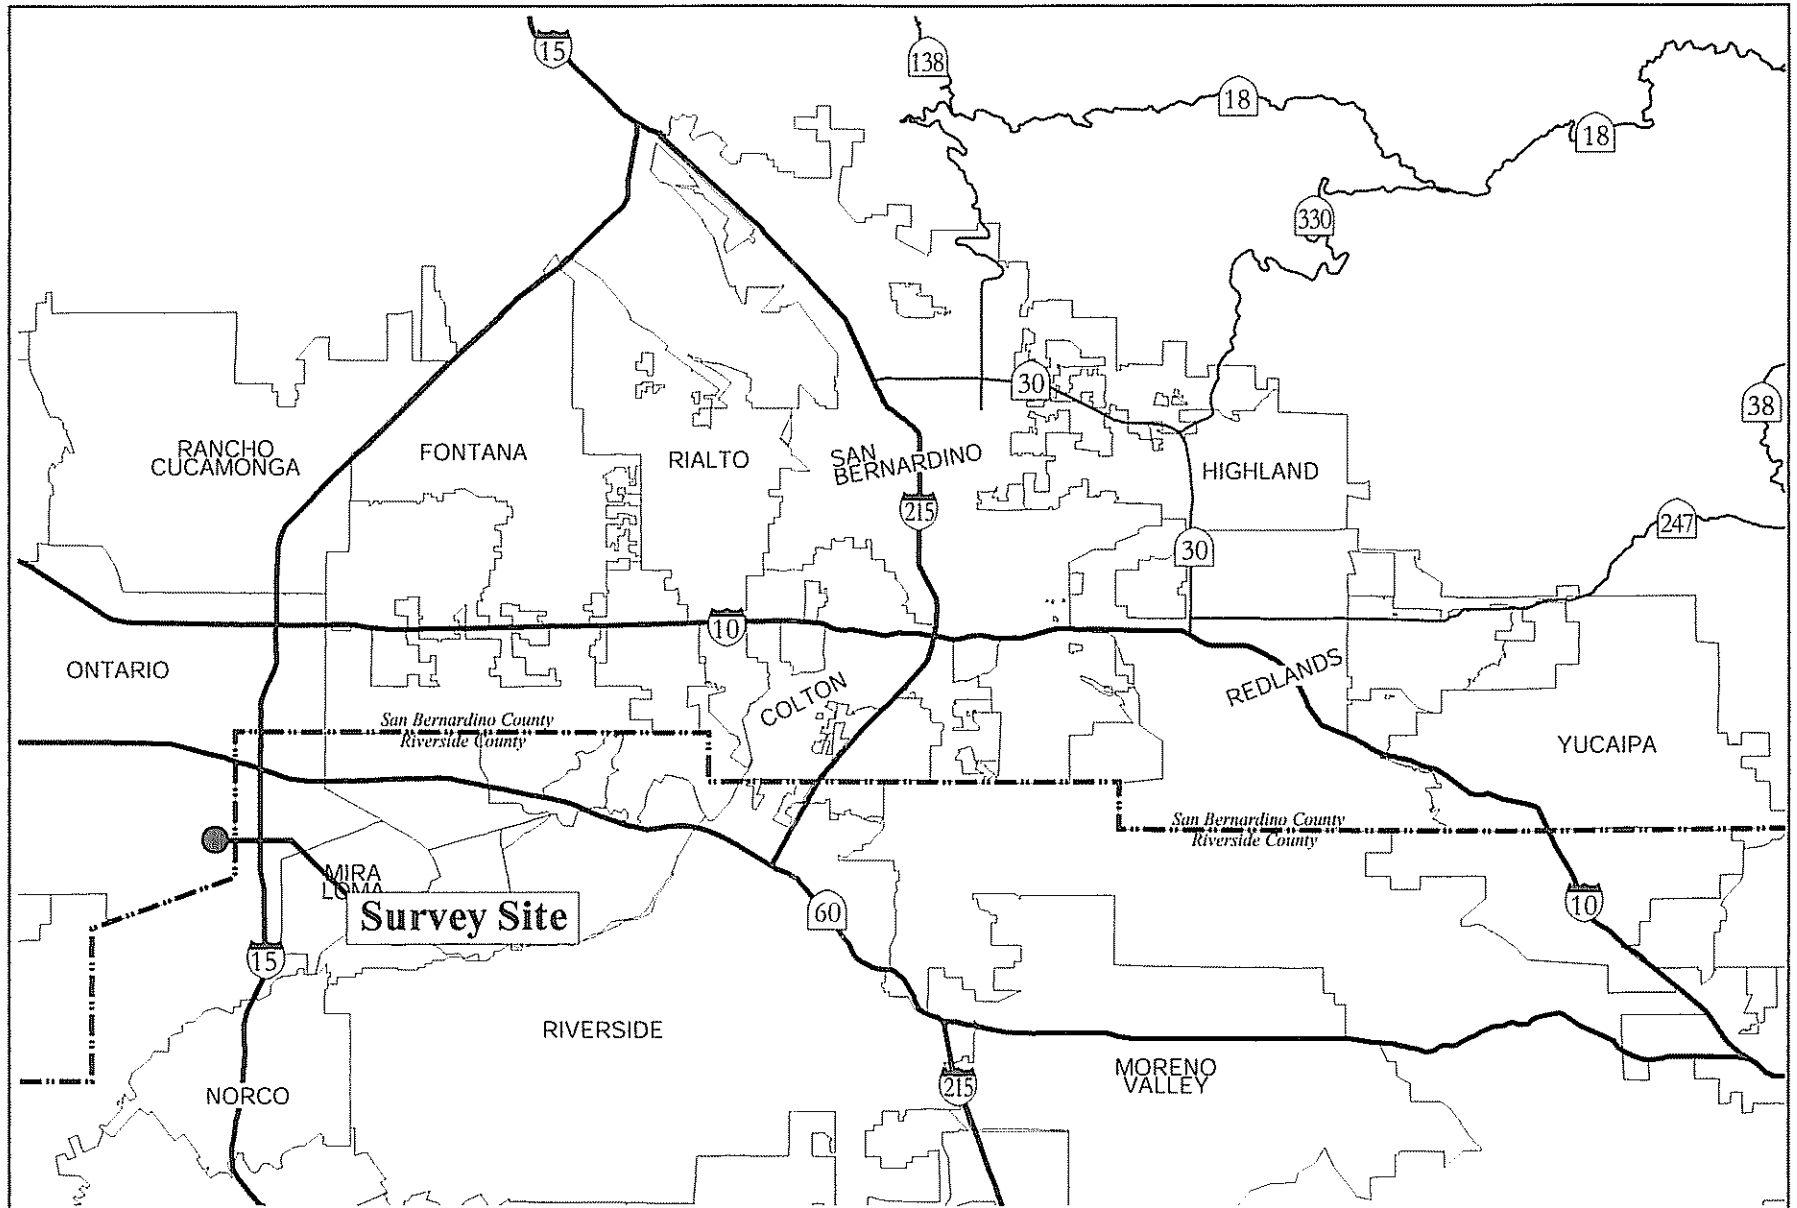 15
138
18
18
330
30
38
RANCHO
CUCAMONGA
FONTANA
RIALTO
SAN
BERNARDINO
HIGHLAND
215
247
30
10
ONTARIO
COLTON
REDLANDS
San Bernardino County
Riverside County
YUCAIPA
San Bernardino County
Riverside County
MIRA
LOMA
Survey Site
60
10
15
RIVERSIDE
MORENO
VALLEY
215
NORCO